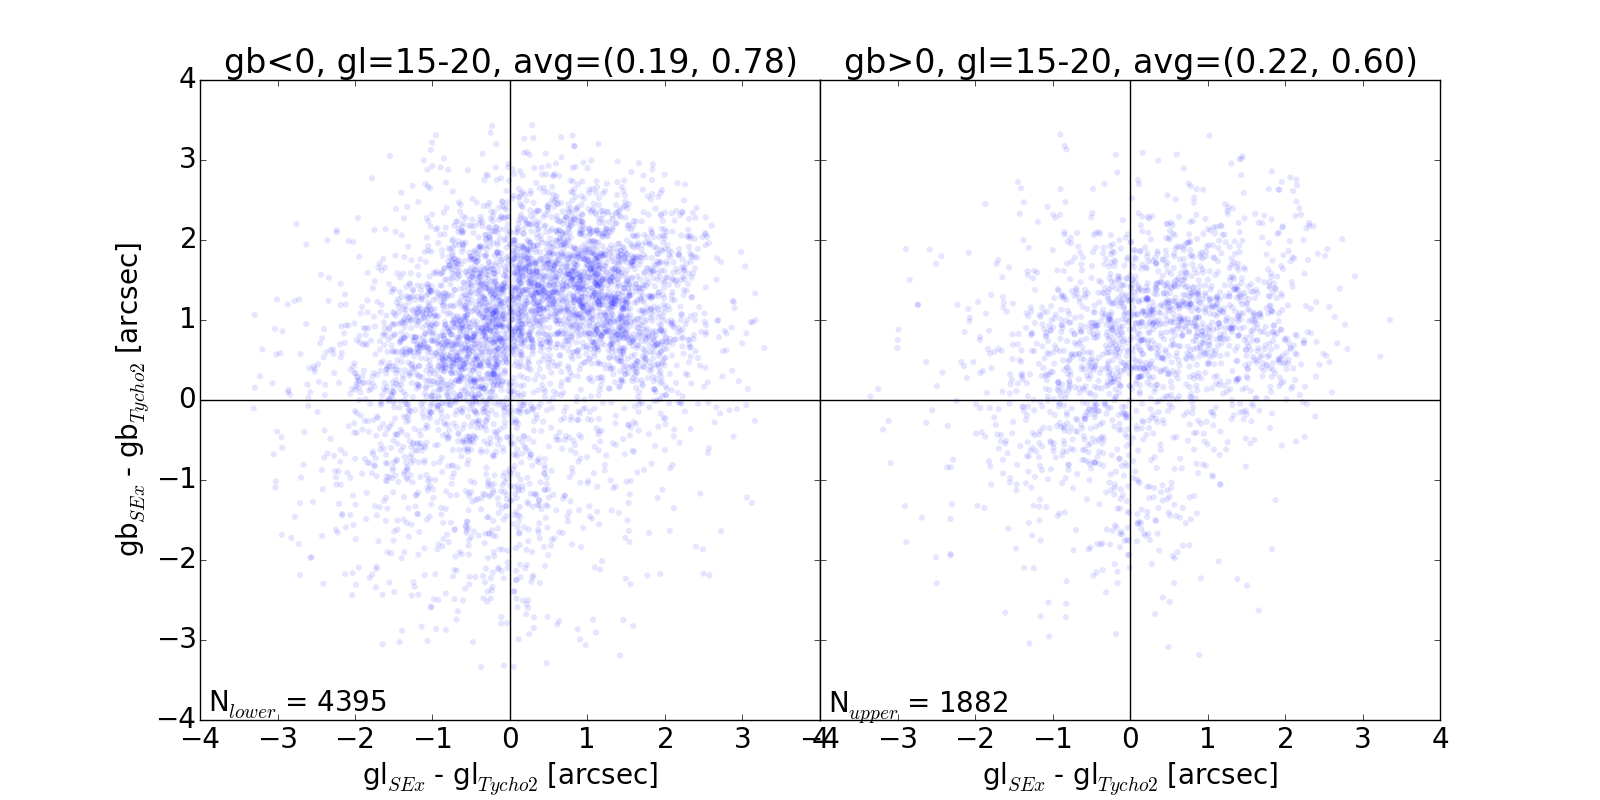 gb<0, gl=15-20, avg=(0.19, 0.78)
gb>0, gl=15-20, avg=(0.22, 0.60)
4
3
2
1
0
−1
−2
−3
−4
gb_SEx - gb_Tycho2 [arcsec]
N_lower = 4395
N_upper = 1882
−4 −3 −2 −1 0 1 2 3 4
−4 −3 −2 −1 0 1 2 3 4
gl_SEx - gl_Tycho2 [arcsec]
gl_SEx - gl_Tycho2 [arcsec]